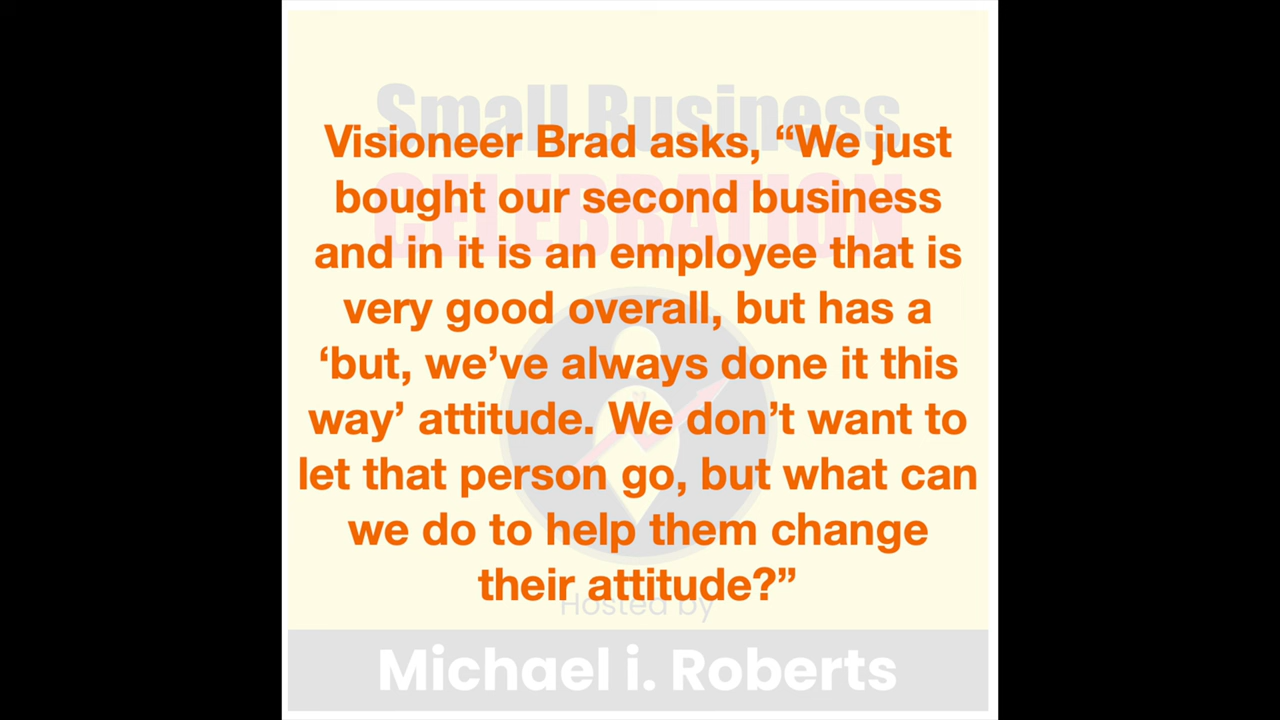 Small Business
CELEBRATION
Visioneer Brad asks, “We just
bought our second business
and in it is an employee that is
very good overall, but has a
‘but, we’ve always done it this
way’ attitude. We don’t want to
let that person go, but what can
we do to help them change
their attitude?”
Hosted by
Michael i. Roberts